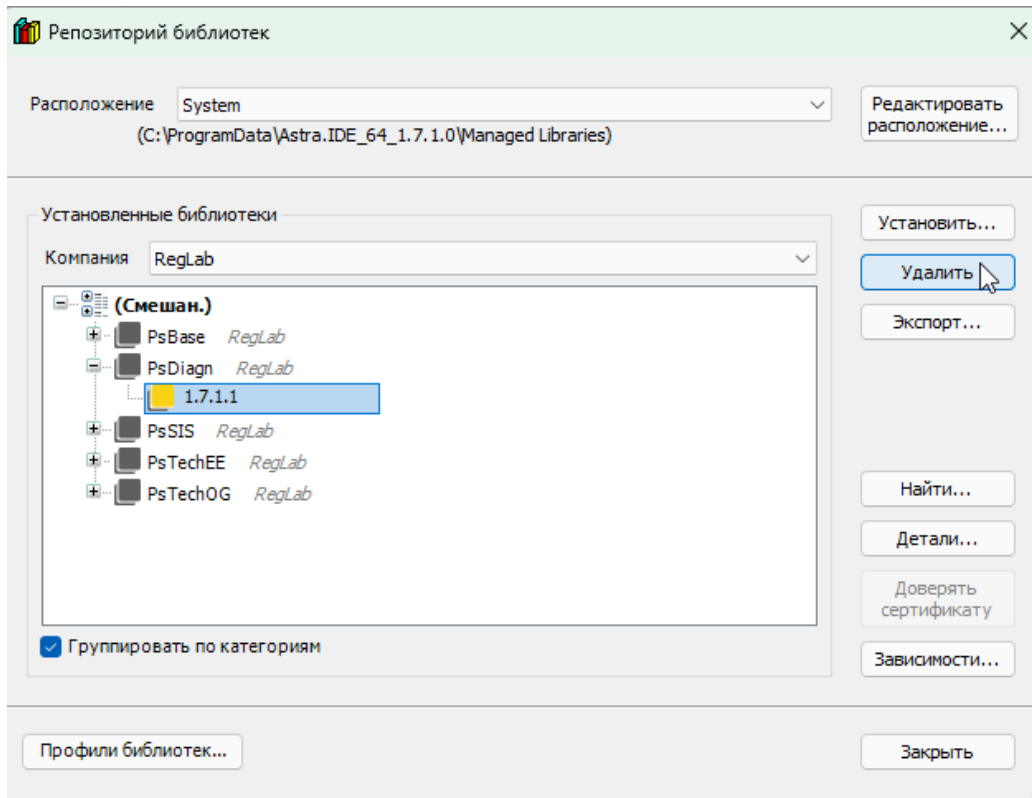 Репозиторий библиотек
Расположение System
(C:\ProgramData\Astra.IDE_64_1.7.1.0\Managed Libraries)
Редактировать
расположение...
Установленные библиотеки
Компания RegLab
(Смешан.)
PsBase RegLab
PsDiagn RegLab
1.7.1.1
PsSIS RegLab
PsTechEE RegLab
PsTechOG RegLab
Группировать по категориям
Установить...
Удалить
Экспорт...
Найти...
Детали...
Доверять
сертификату
Зависимости...
Профили библиотек...
Закрыть